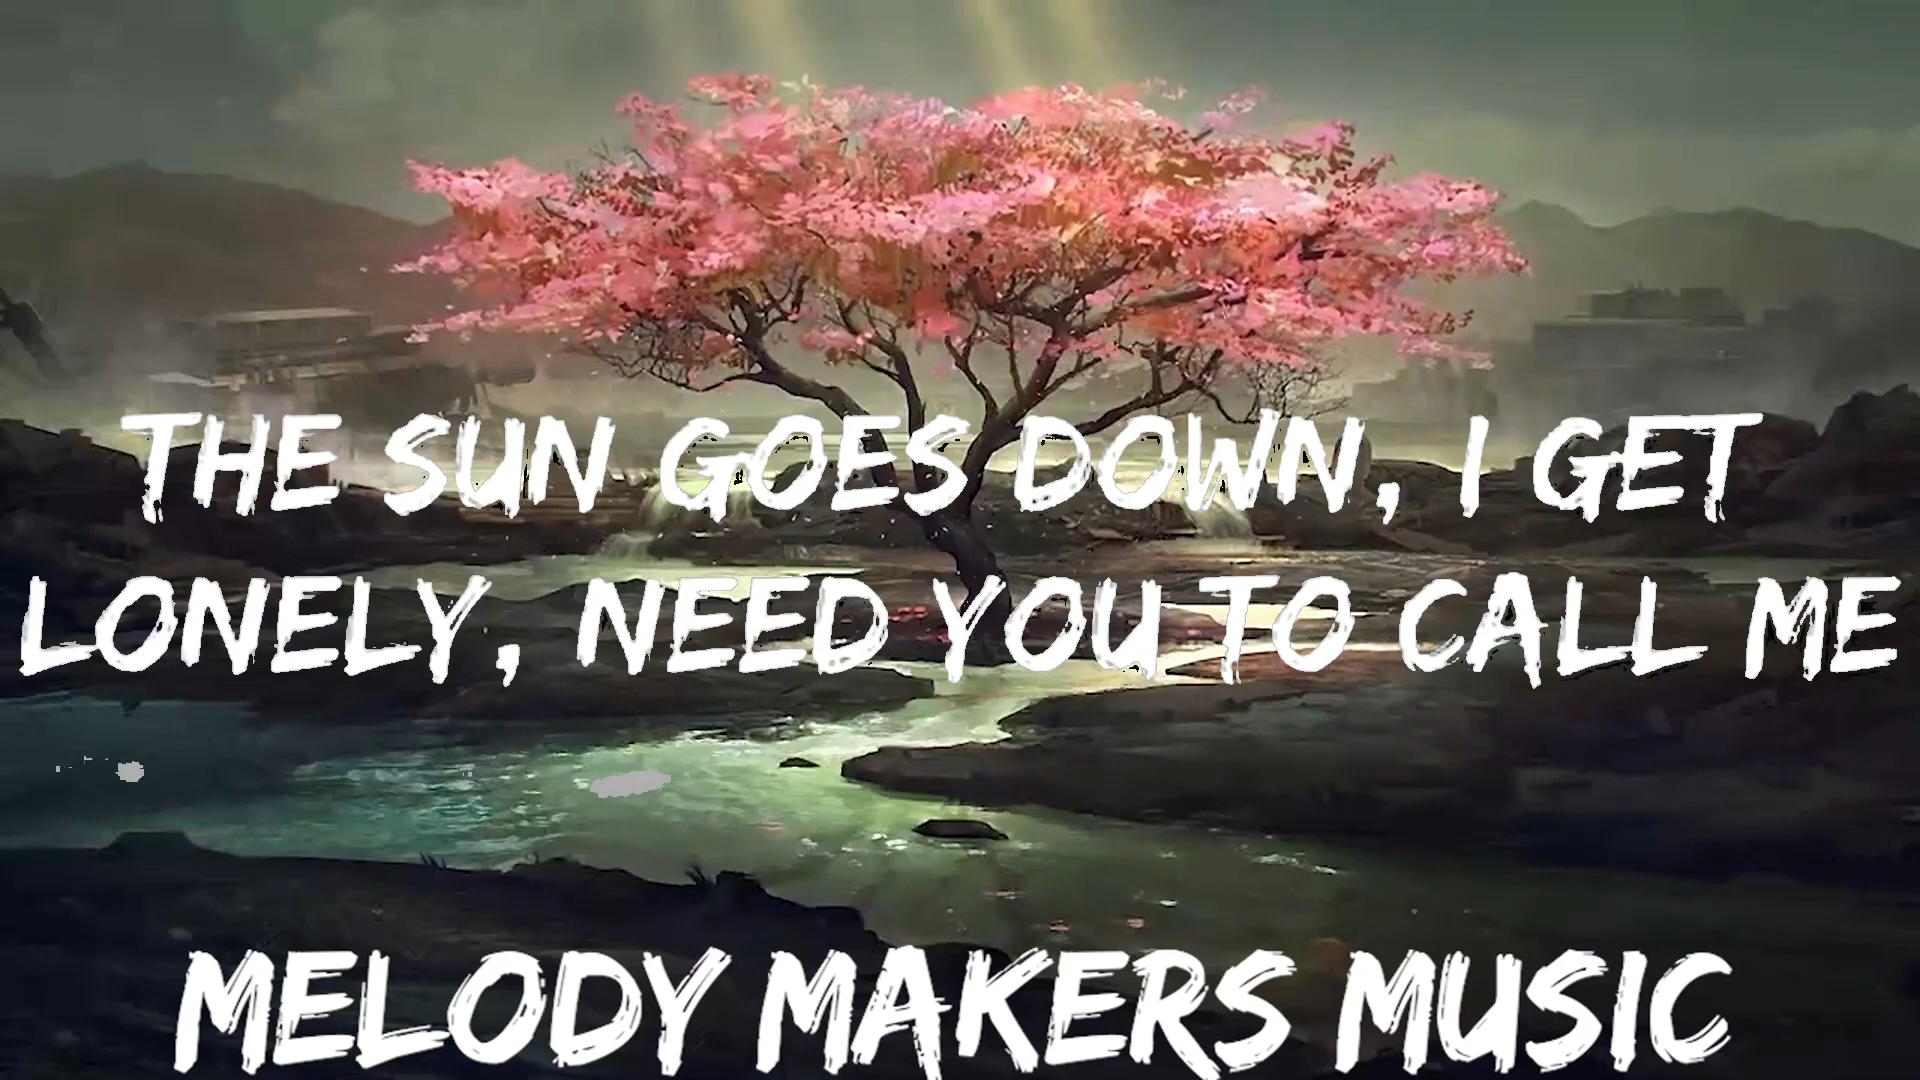 THE SUN GOES DOWN, I GET
LONELY, NEED YOU TO CALL ME
MELODY MAKERS MUSIC